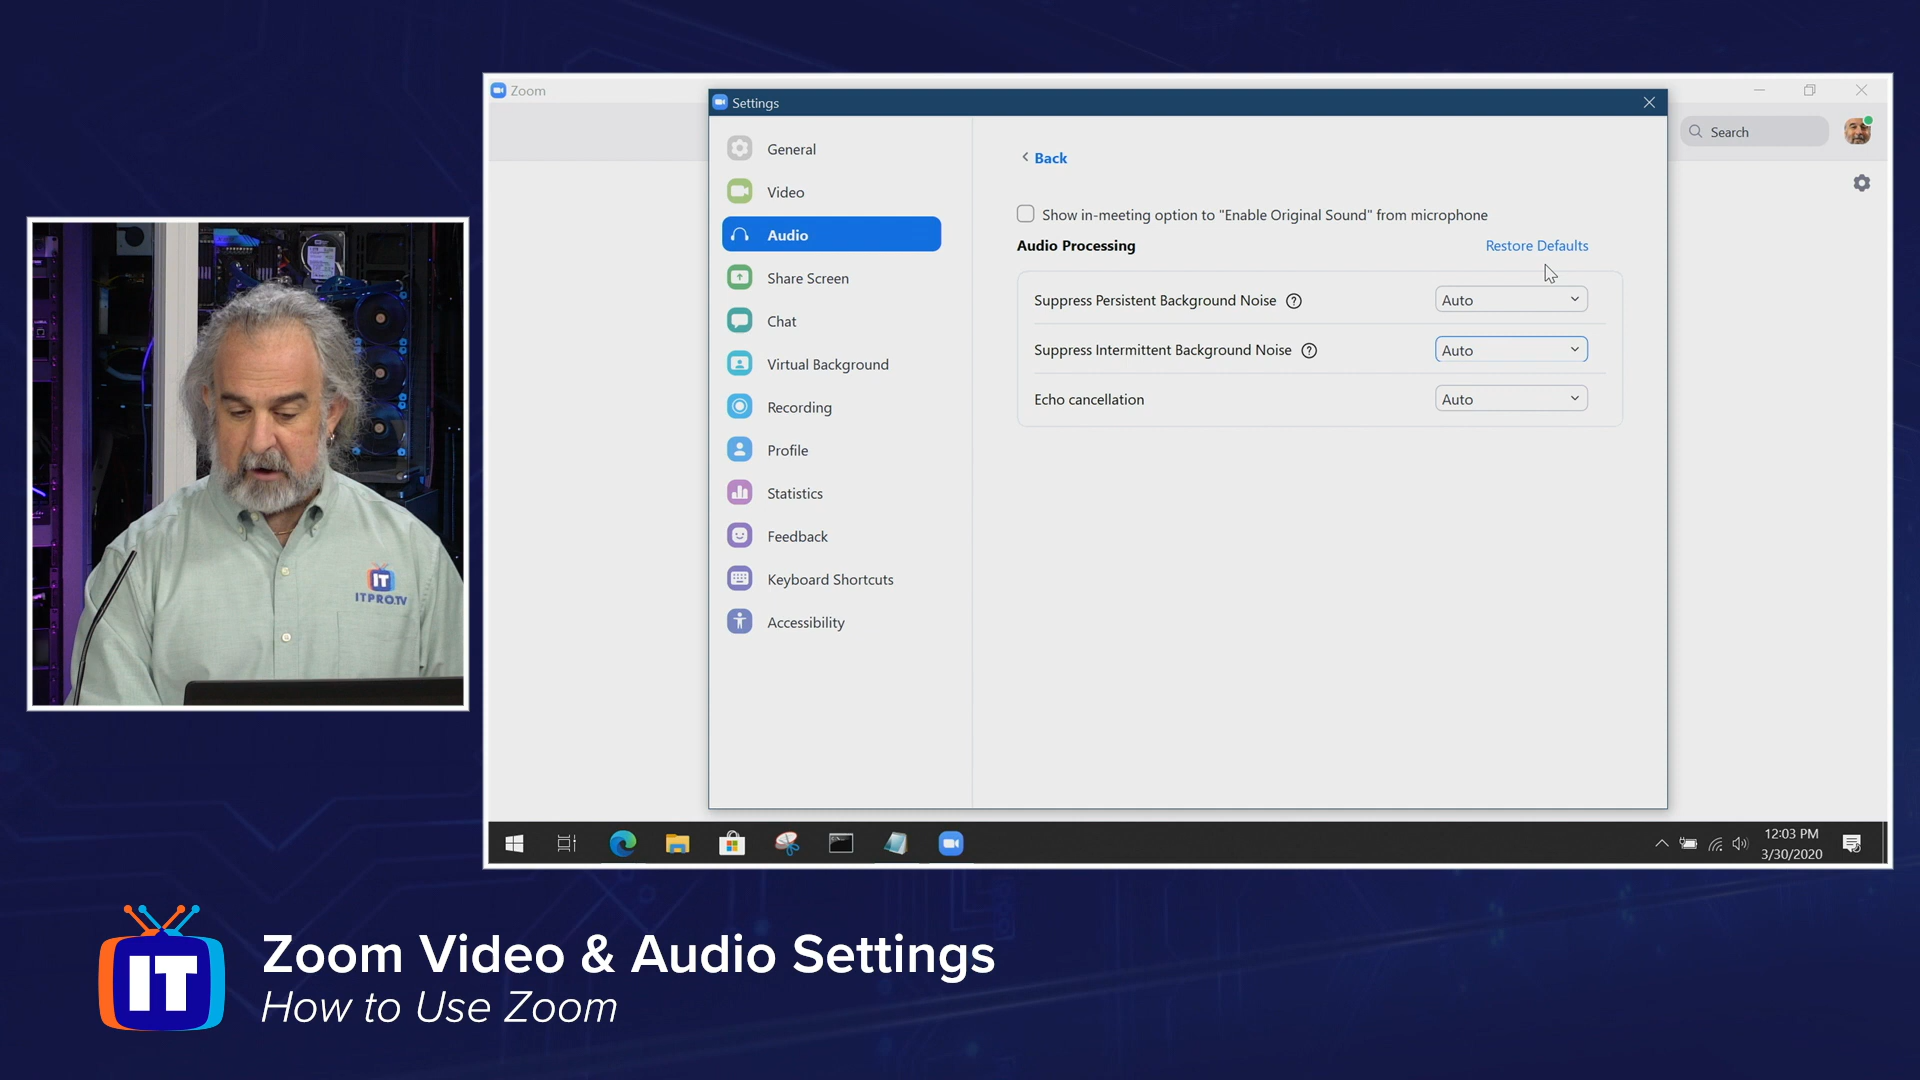 Zoom
Settings
Search
General
Video
Audio
Share Screen
Chat
Virtual Background
Recording
Profile
Statistics
Feedback
Keyboard Shortcuts
Accessibility
Back
Show in-meeting option to "Enable Original Sound" from microphone
Audio Processing
Restore Defaults
Suppress Persistent Background Noise ?
Auto
Suppress Intermittent Background Noise ?
Auto
Echo cancellation
Auto
IT
ITPRO.TV
12:03 PM
3/30/2020
IT
Zoom Video & Audio Settings
How to Use Zoom